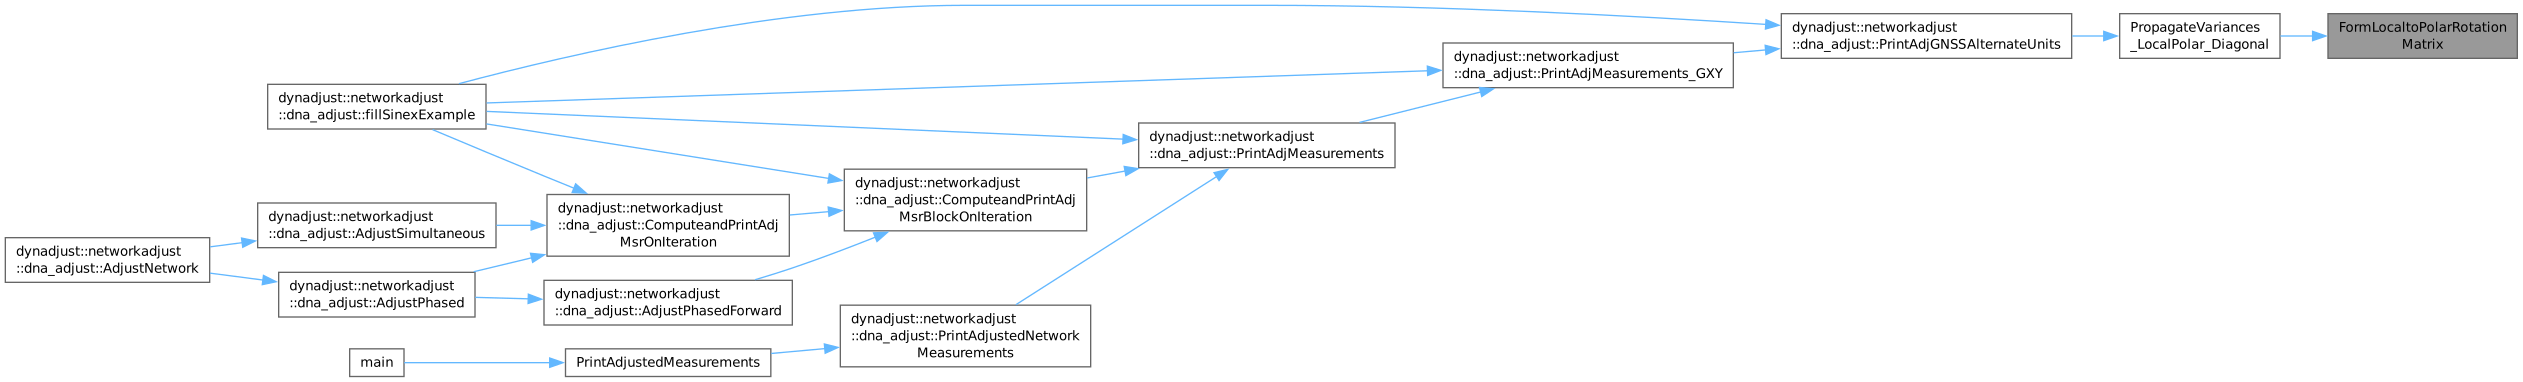 dynadjust::networkadjust
::dna_adjust::AdjustNetwork
dynadjust::networkadjust
::dna_adjust::AdjustSimultaneous
dynadjust::networkadjust
::dna_adjust::AdjustPhased
dynadjust::networkadjust
::dna_adjust::fillSinexExample
main
dynadjust::networkadjust
::dna_adjust::ComputeandPrintAdj
MsrOnIteration
dynadjust::networkadjust
::dna_adjust::AdjustPhasedForward
PrintAdjustedMeasurements
dynadjust::networkadjust
::dna_adjust::ComputeandPrintAdj
MsrBlockOnIteration
dynadjust::networkadjust
::dna_adjust::PrintAdjustedNetwork
Measurements
dynadjust::networkadjust
::dna_adjust::PrintAdjMeasurements
dynadjust::networkadjust
::dna_adjust::PrintAdjMeasurements_GXY
dynadjust::networkadjust
::dna_adjust::PrintAdjGNSSAlternateUnits
PropagateVariances
_LocalPolar_Diagonal
FormLocaltoPolarRotation
Matrix